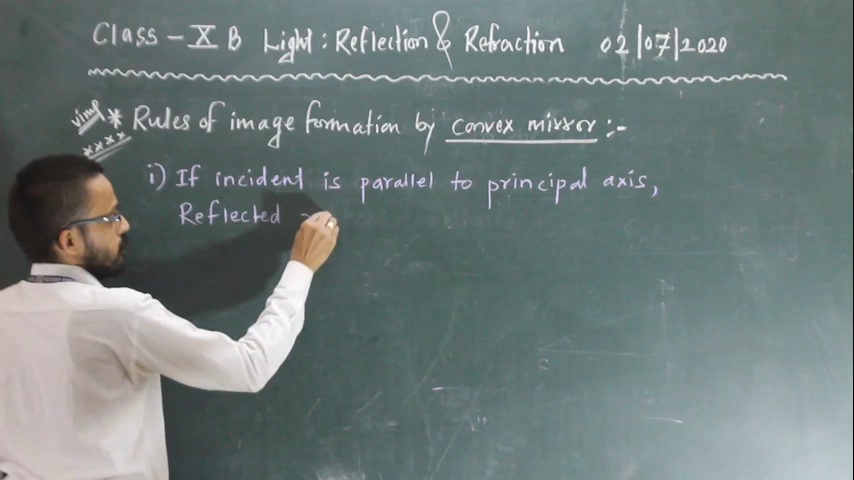 Class - X B Light : Reflection & Refraction 02/07/2020
vimp * Rules of image formation by convex mirror :-
i) If incident is parallel to principal axis,
Reflected